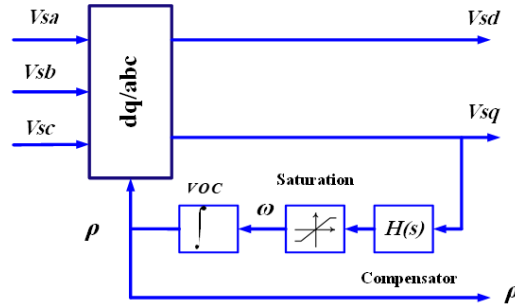 Vsa
Vsd
Vsb
dq/abc
Vsc
Vsq
VOC
Saturation
ρ
∫
ω
H(s)
Compensator
ρ